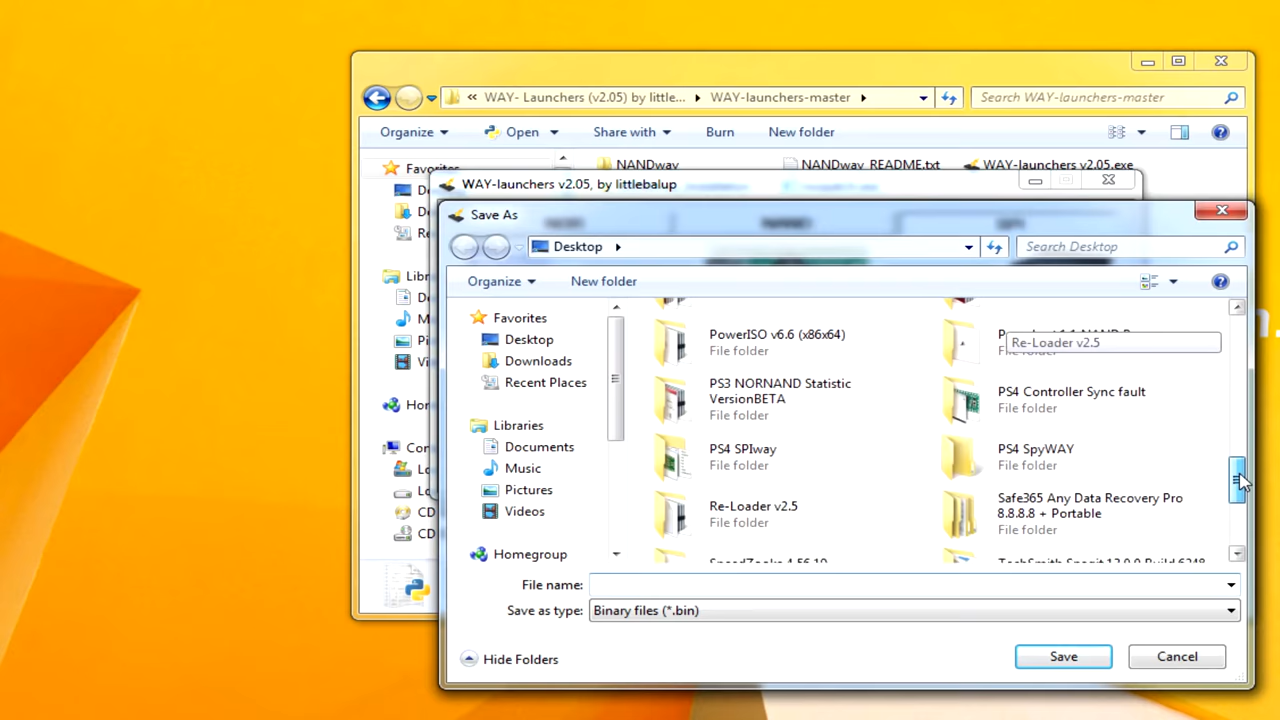 « WAY- Launchers (v2.05) by little... ▸ WAY-launchers-master ▸
Search WAY-launchers-master
Organize Open Share with Burn New folder
Favorites
NANDway NANDway_README.txt WAY-launchers v2.05.exe
WAY-launchers v2.05, by littlebalup
Save As
Desktop ▸
Search Desktop
Organize New folder
Favorites
Desktop
Downloads
Recent Places
Libraries
Documents
Music
Pictures
Videos
Homegroup
PowerISO v6.6 (x86x64)
File folder
Re-Loader v2.5
PS3 NORNAND Statistic
VersionBETA
File folder
PS4 Controller Sync fault
File folder
PS4 SPIway
File folder
PS4 SpyWAY
File folder
Re-Loader v2.5
File folder
Safe365 Any Data Recovery Pro
8.8.8.8 + Portable
File folder
File name:
Save as type: Binary files (*.bin)
Hide Folders
Save Cancel